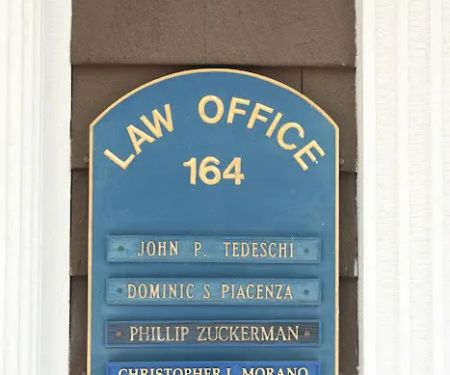 LAW OFFICE
164
JOHN P. TEDESCHI
DOMINIC S PIACENZA
PHILLIP ZUCKERMAN
CHRISTOPHER L. MORANO